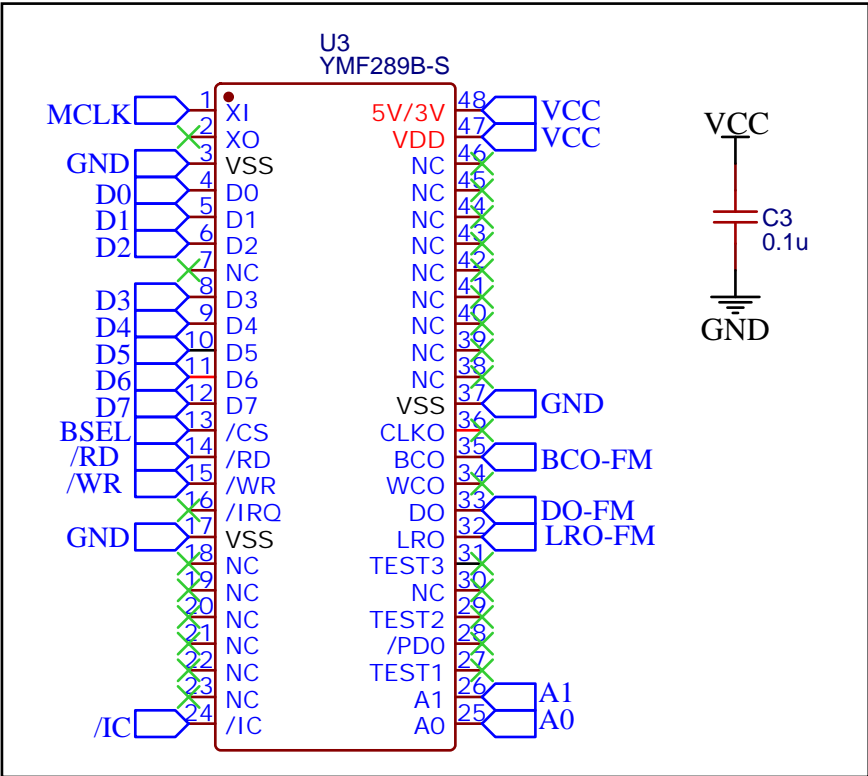 U3
YMF289B-S
MCLK 1 XI 5V/3V 48 VCC
2 XO VDD 47 VCC
GND 3 VSS NC 46
D0 4 D0 NC 45
D1 5 D1 NC 44
D2 6 D2 NC 43
7 NC NC 42
D3 8 D3 NC 41
D4 9 D4 NC 40
D5 10 D5 NC 39
D6 11 D6 NC 38
D7 12 D7 VSS 37 GND
BSEL 13 /CS CLKO 36
/RD 14 /RD BCO 35 BCO-FM
/WR 15 /WR WCO 34
16 /IRQ DO 33 DO-FM
GND 17 VSS LRO 32 LRO-FM
18 NC TEST3 31
19 NC NC 30
20 NC TEST2 29
21 NC /PD0 28
22 NC TEST1 27
23 NC A1 26 A1
/IC 24 /IC A0 25 A0
VCC
C3
0.1u
GND